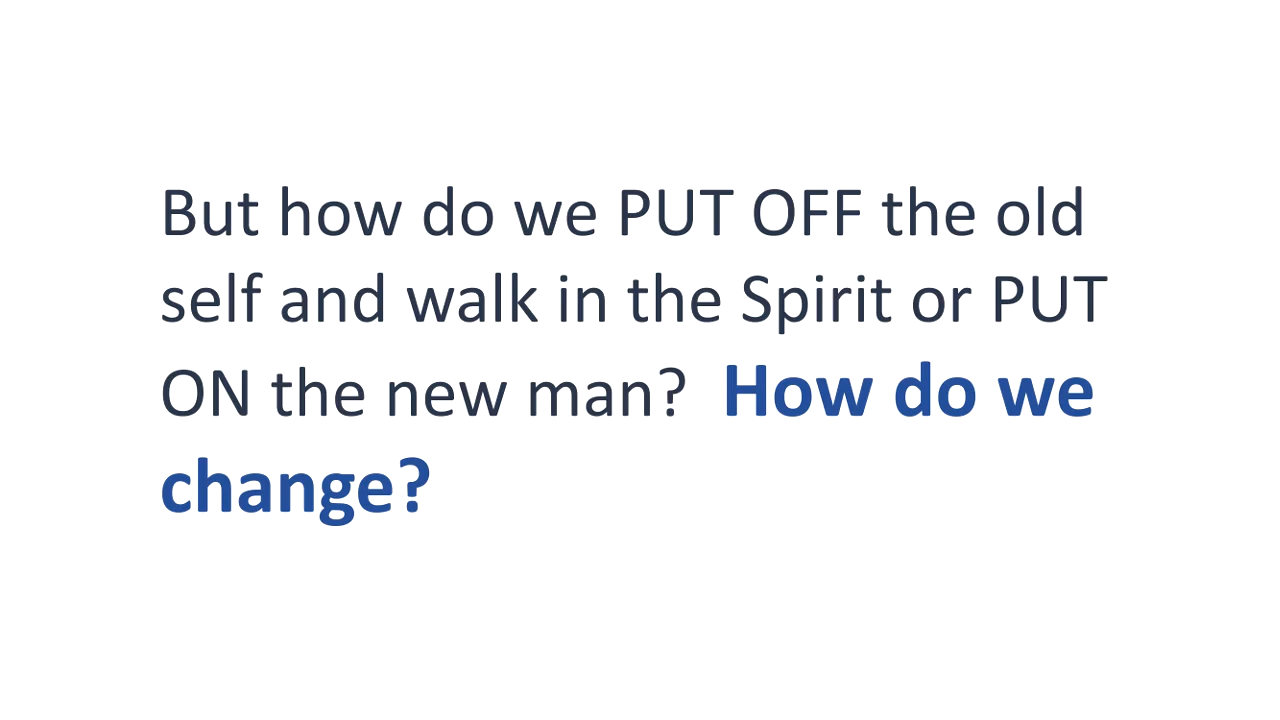 But how do we PUT OFF the old
self and walk in the Spirit or PUT
ON the new man?  How do we
change?